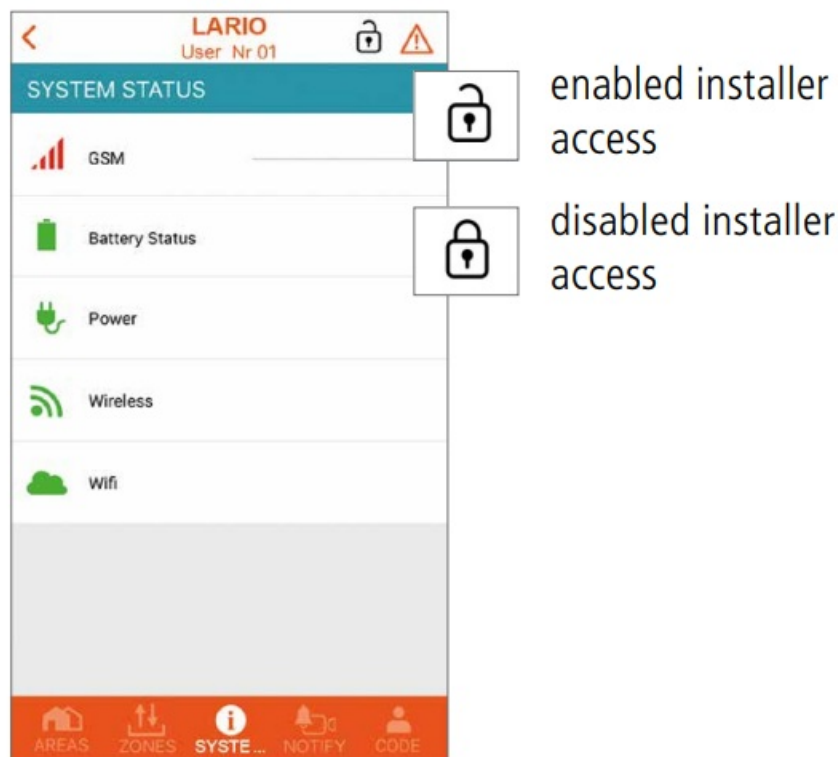 LARIO
User Nr 01
SYSTEM STATUS
GSM
Battery Status
Power
Wireless
Wifi
AREAS
ZONES
SYSTE...
NOTIFY
CODE
enabled installer
access
disabled installer
access